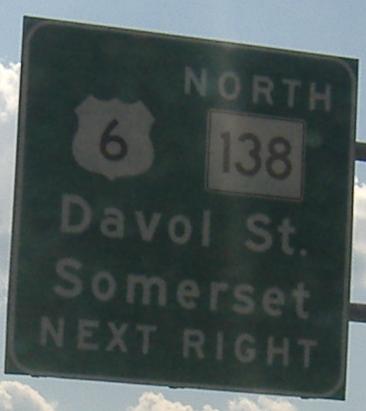 NORTH
6 138
Davol St.
Somerset
NEXT RIGHT